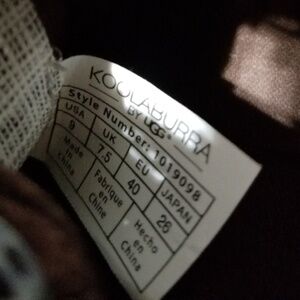 KOOLABURRA
BY UGG®
Style Number: 1019098
USA UK EU JAPAN
9 7.5 40 26
Made in China
Fabriqué en Chine
Hecho en China